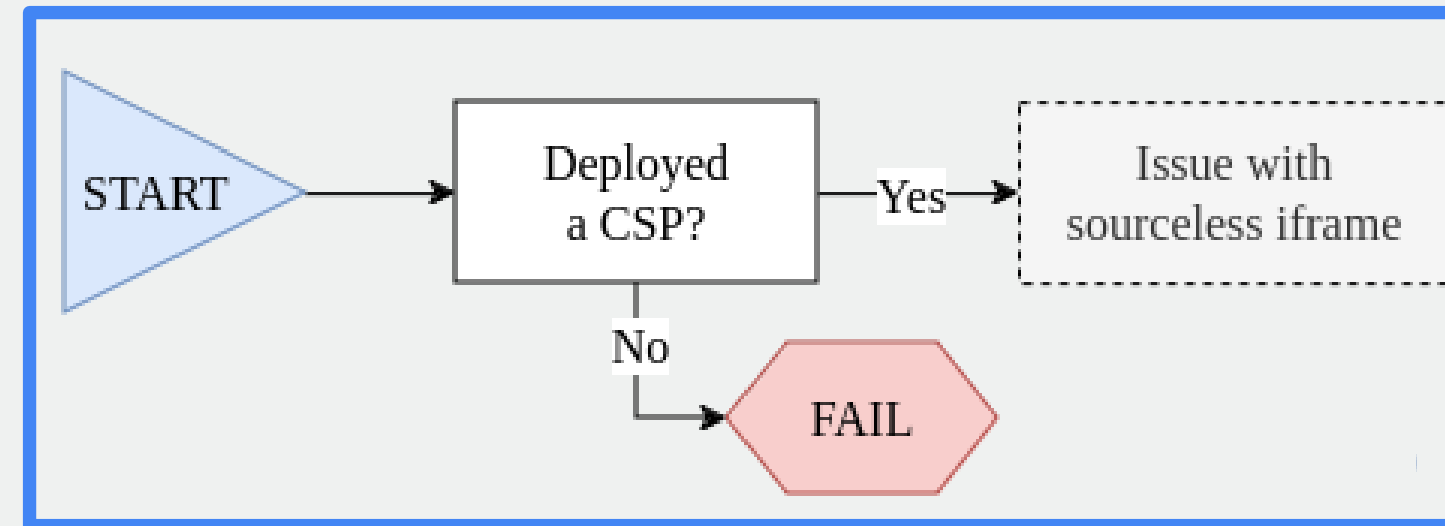 START
Deployed
a CSP?
Yes
Issue with
sourceless iframe
No
FAIL